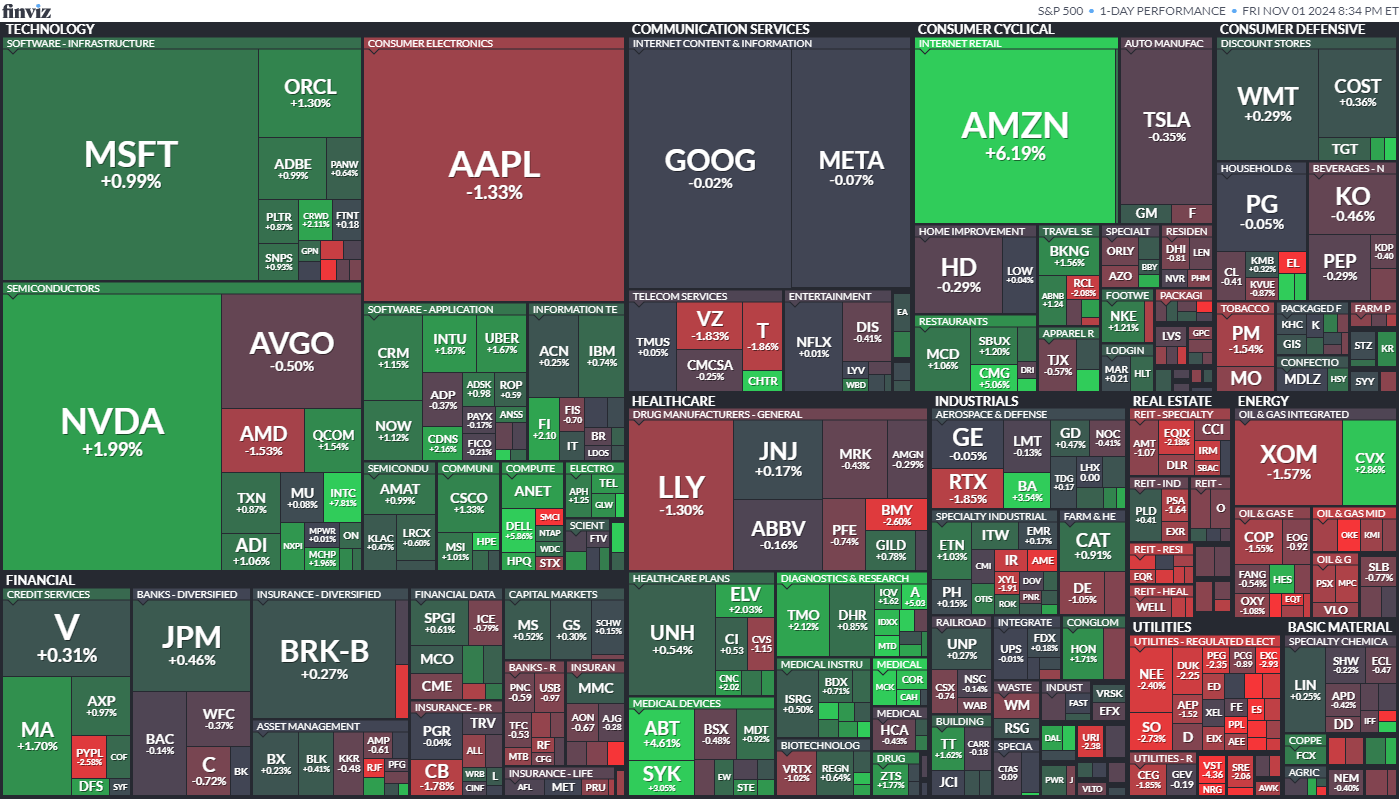 finviz
S&P 500 • 1-DAY PERFORMANCE • FRI NOV 01 2024 8:34 PM ET
TECHNOLOGY
SOFTWARE - INFRASTRUCTURE
MSFT
+0.99%
ORCL
+1.30%
ADBE
+0.99%
PANW
+0.64%
PLTR
+0.87%
CRWD
+2.11%
FTNT
+0.18
SNPS
+0.93%
GPN
CONSUMER ELECTRONICS
AAPL
-1.33%
SEMICONDUCTORS
NVDA
+1.99%
AVGO
-0.50%
AMD
-1.53%
QCOM
+1.54%
TXN
+0.87%
MU
+0.08%
INTC
+7.81%
ADI
+1.06%
NXPI
MPWR
+0.01%
ON
MCHP
+1.96%
SOFTWARE - APPLICATION
CRM
+1.15%
INTU
+1.87%
UBER
+1.67%
NOW
+1.12%
ADP
-0.37%
ADSK
+0.98
ROP
+0.59
PAYX
-0.17%
ANSS
CDNS
+2.16%
FICO
-0.21%
INFORMATION TE
ACN
+0.25%
IBM
+0.74%
FI
+2.10
FIS
-0.70
IT
BR
LDOS
SEMICONDU
AMAT
+0.99%
KLAC
+0.47%
LRCX
+0.60%
COMMUNI
CSCO
+1.33%
MSI
+1.01%
HPE
COMPUTE
ANET
DELL
+5.86%
SMCI
NTAP
WDC
HPQ
STX
ELECTRO
APH
+1.25
TEL
GLW
SCIENT
FTV
COMMUNICATION SERVICES
INTERNET CONTENT & INFORMATION
GOOG
-0.02%
META
-0.07%
TELECOM SERVICES
TMUS
+0.05%
VZ
-1.83%
T
-1.86%
CMCSA
-0.25%
CHTR
ENTERTAINMENT
NFLX
+0.01%
DIS
-0.41%
LYV
WBD
EA
CONSUMER CYCLICAL
INTERNET RETAIL
AMZN
+6.19%
AUTO MANUFAC
TSLA
-0.35%
GM
F
HOME IMPROVEMENT
HD
-0.29%
LOW
+0.04%
TRAVEL SE
BKNG
+1.56%
ABNB
+1.24
RCL
-2.08%
SPECIALT
ORLY
AZO
BBY
RESIDEN
DHI
-0.81
LEN
NVR
PHM
RESTAURANTS
MCD
+1.06%
SBUX
+1.20%
CMG
+5.06%
DRI
APPAREL R
TJX
-0.57%
FOOTWE
NKE
+1.21%
LODGIN
MAR
+0.21
HLT
PACKAGI
LVS
GPC
CONSUMER DEFENSIVE
DISCOUNT STORES
WMT
+0.29%
COST
+0.36%
TGT
HOUSEHOLD &
PG
-0.05%
CL
-0.41
KMB
+0.32%
EL
KVUE
-0.87%
BEVERAGES - N
KO
-0.46%
PEP
-0.29%
KDP
-0.40
TOBACCO
PM
-1.54%
MO
PACKAGED F
KHC
K
GIS
CONFECTIO
MDLZ
HSY
FARM P
STZ
KR
SYY
HEALTHCARE
DRUG MANUFACTURERS - GENERAL
LLY
-1.30%
JNJ
+0.17%
MRK
-0.43%
AMGN
-0.29%
ABBV
-0.16%
PFE
-0.74%
BMY
-2.60%
GILD
+0.78%
HEALTHCARE PLANS
UNH
+0.54%
ELV
+2.03%
CI
+0.53
CVS
-1.15
CNC
+2.02
DIAGNOSTICS & RESEARCH
TMO
+2.12%
DHR
+0.85%
IQV
+1.62
A
+5.03
IDXX
MTD
MEDICAL DEVICES
ABT
+4.61%
BSX
-0.48%
MDT
+0.92%
SYK
+3.05%
EW
STE
MEDICAL INSTRU
ISRG
+0.50%
BDX
+0.71%
MEDICAL
MCK
COR
CAH
MEDICAL
HCA
-0.43%
BIOTECHNOLOG
VRTX
-1.02%
REGN
+0.64%
DRUG
ZTS
+1.77%
INDUSTRIALS
AEROSPACE & DEFENSE
GE
-0.05%
LMT
-0.13%
GD
+0.47%
NOC
-0.41%
RTX
-1.85%
BA
+3.54%
TDG
+0.17
LHX
0.00
SPECIALTY INDUSTRIAL
ETN
+1.03%
ITW
EMR
+0.17%
CMI
IR
AME
PH
+0.15%
OTIS
XYL
-1.91
DOV
ROK
PNR
FARM & HE
CAT
+0.91%
DE
-1.05%
RAILROAD
UNP
+0.27%
CSX
-0.74
NSC
-0.14%
WAB
INTEGRATE
UPS
-0.01%
FDX
+0.18%
CONGLOM
HON
+1.71%
BUILDING
TT
+1.62%
CARR
-0.18
JCI
WASTE
WM
RSG
INDUST
FAST
VRSK
EFX
SPECIA
CTAS
-0.09
DAL
URI
-2.38
PWR
J
VLTO
REAL ESTATE
REIT - SPECIALTY
AMT
-1.07
EQIX
-2.18%
CCI
DLR
IRM
SBAC
REIT - IND
PLD
+0.41
PSA
-1.64
EXR
REIT -
O
REIT - RESI
EQR
REIT - HEAL
WELL
ENERGY
OIL & GAS INTEGRATED
XOM
-1.57%
CVX
+2.86%
OIL & GAS E
COP
-1.55%
EOG
-0.92
FANG
-0.54%
HES
OXY
-1.08%
EQT
OIL & GAS MID
OKE
KMI
OIL & G
PSX
MPC
VLO
SLB
-0.77%
UTILITIES
UTILITIES - REGULATED ELECT
NEE
-2.40%
DUK
-2.25
PEG
-2.35
PCG
-0.89
EXC
-2.93
SO
-2.73%
AEP
-1.52
ED
XEL
FE
ES
PPL
D
EIX
AEE
UTILITIES - R
CEG
-1.85%
GEV
-0.19
VST
-4.36
NRG
SRE
-2.06
AWK
BASIC MATERIAL
SPECIALTY CHEMICA
LIN
+0.25%
SHW
-0.22%
ECL
-0.47
APD
-0.42%
DD
IFF
COPPE
FCX
AGRIC
NEM
-0.40%
FINANCIAL
CREDIT SERVICES
V
+0.31%
MA
+1.70%
AXP
+0.97%
PYPL
-2.58%
COF
DFS
SYF
BANKS - DIVERSIFIED
JPM
+0.46%
BAC
-0.14%
WFC
-0.37%
C
-0.72%
BK
INSURANCE - DIVERSIFIED
BRK-B
+0.27%
ASSET MANAGEMENT
BX
+0.23%
BLK
+0.41%
KKR
-0.48
AMP
-0.61
RJF
PFG
FINANCIAL DATA
SPGI
+0.61%
ICE
-0.79%
MCO
CME
CAPITAL MARKETS
MS
+0.52%
GS
+0.30%
SCHW
+0.15%
INSURANCE - PR
PGR
-0.04%
TRV
ALL
CB
-1.78%
WRB
L
CINF
BANKS - R
PNC
-0.59
USB
-0.97
TFC
-0.53
RF
MTB
CFG
INSURAN
MMC
AON
-0.67
AJG
-0.28
INSURANCE - LIFE
AFL
MET
PRU